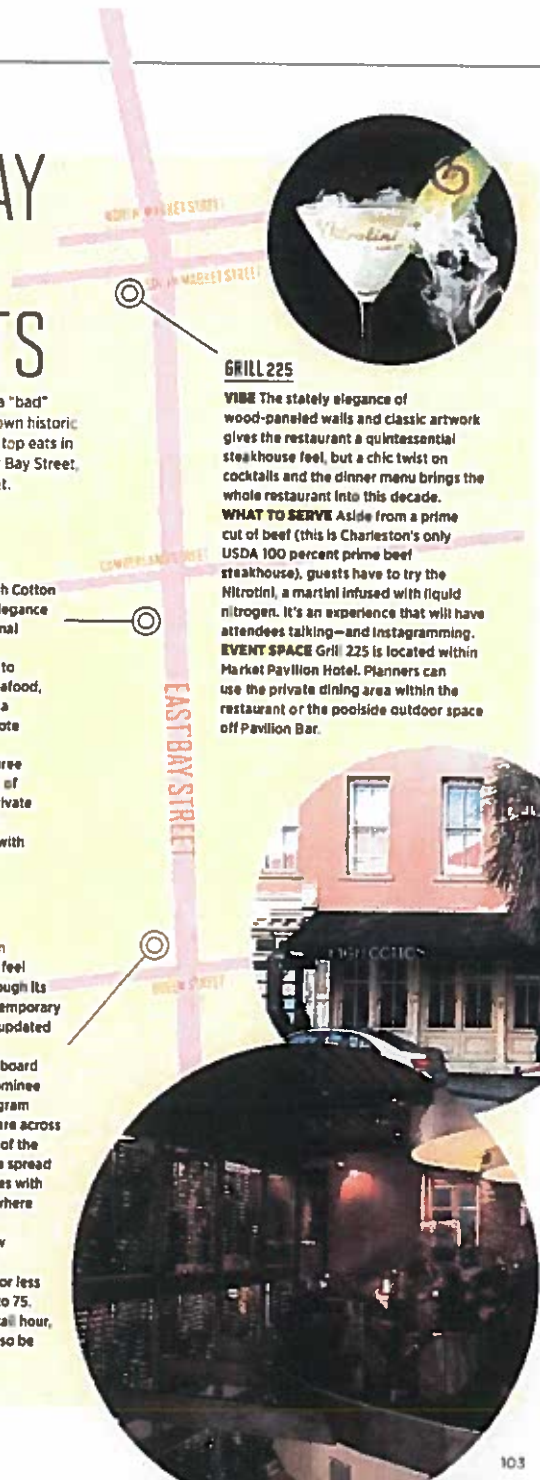 AY
TS
a "bad"
own historic
top eats in
Bay Street,
t.
NORTH MARKET STREET
SOUTH MARKET STREET
Nitrotini
GRILL 225
VIBE The stately elegance of
wood-paneled walls and classic artwork
gives the restaurant a quintessential
steakhouse feel, but a chic twist on
cocktails and the dinner menu brings the
whole restaurant into this decade.
WHAT TO SERVE Aside from a prime
cut of beef (this is Charleston's only
USDA 100 percent prime beef
steakhouse), guests have to try the
Nitrotini, a martini infused with liquid
nitrogen. It's an experience that will have
attendees talking—and Instagramming.
EVENT SPACE Grill 225 is located within
Market Pavilion Hotel. Planners can
use the private dining area within the
restaurant or the poolside outdoor space
off Pavilion Bar.
CUMBERLAND STREET
h Cotton
legance
nal
to
afood,
a
ote
ree
of
vate
with
EAST BAY STREET
HIGH COTTON
QUEEN STREET
n
feel
ough its
temporary
updated
board
ominee
gram
are across
of the
a spread
es with
where
w
or less
to 75.
tail hour,
so be
103